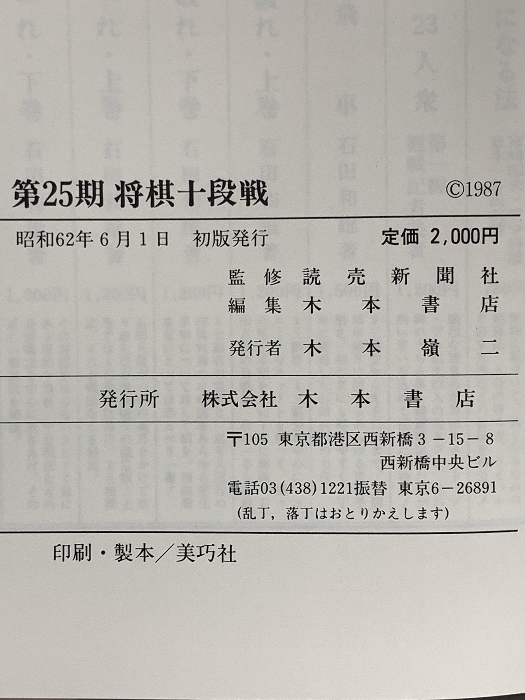 第25期 将棋十段戦 ©1987
昭和62年6月1日 初版発行 定価 2,000円
監修 読売新聞社
編集 木本書店
発行者 木本嶺二
発行所 株式会社 木本書店
〒105 東京都港区西新橋3-15-8
西新橋中央ビル
電話03(438)1221振替 東京6-26891
(乱丁，落丁はおとりかえします)
印刷・製本／美巧社